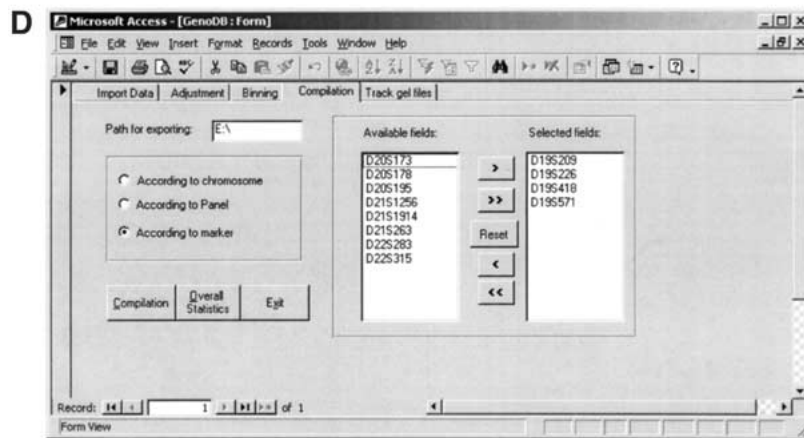 D
Microsoft Access - [GenoDB : Form]
File Edit View Insert Format Records Tools Window Help
Import Data Adjustment Binning Compilation Track gel files
Path for exporting: E:\
Available fields: Selected fields:
D20S173 > D19S209
D20S178 D19S226
D20S195 >> D19S418
D21S1256 D19S571
D21S1914
D21S263 Reset
D22S283
D22S315 <
<<
According to chromosome
According to Panel
According to marker
Compilation Overall Statistics Exit
Record: 1 of 1
Form View